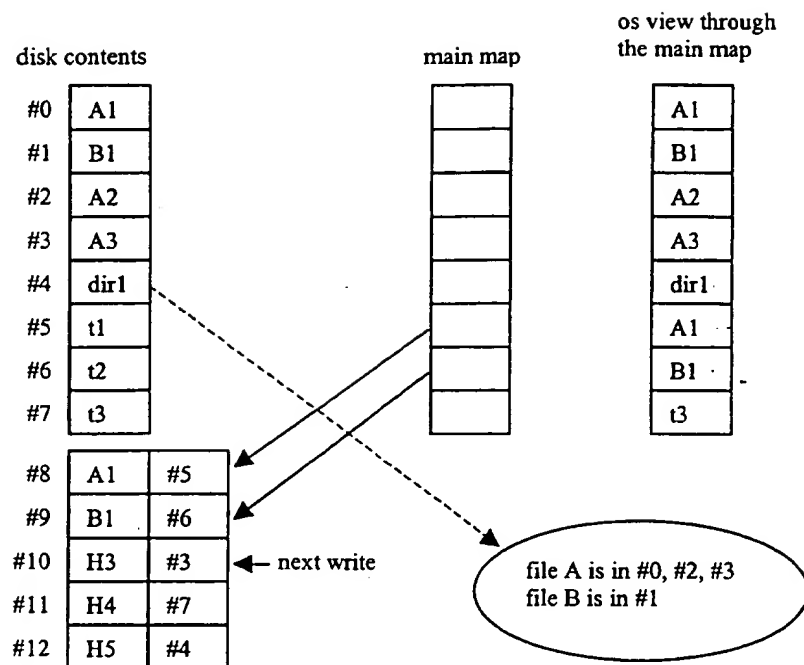 disk contents
main map
os view through
the main map
#0 A1 A1
#1 B1 B1
#2 A2 A2
#3 A3 A3
#4 dir1 dir1
#5 t1 A1
#6 t2 B1
#7 t3 t3
#8 A1 #5
#9 B1 #6
#10 H3 #3 next write
#11 H4 #7
#12 H5 #4
file A is in #0, #2, #3
file B is in #1